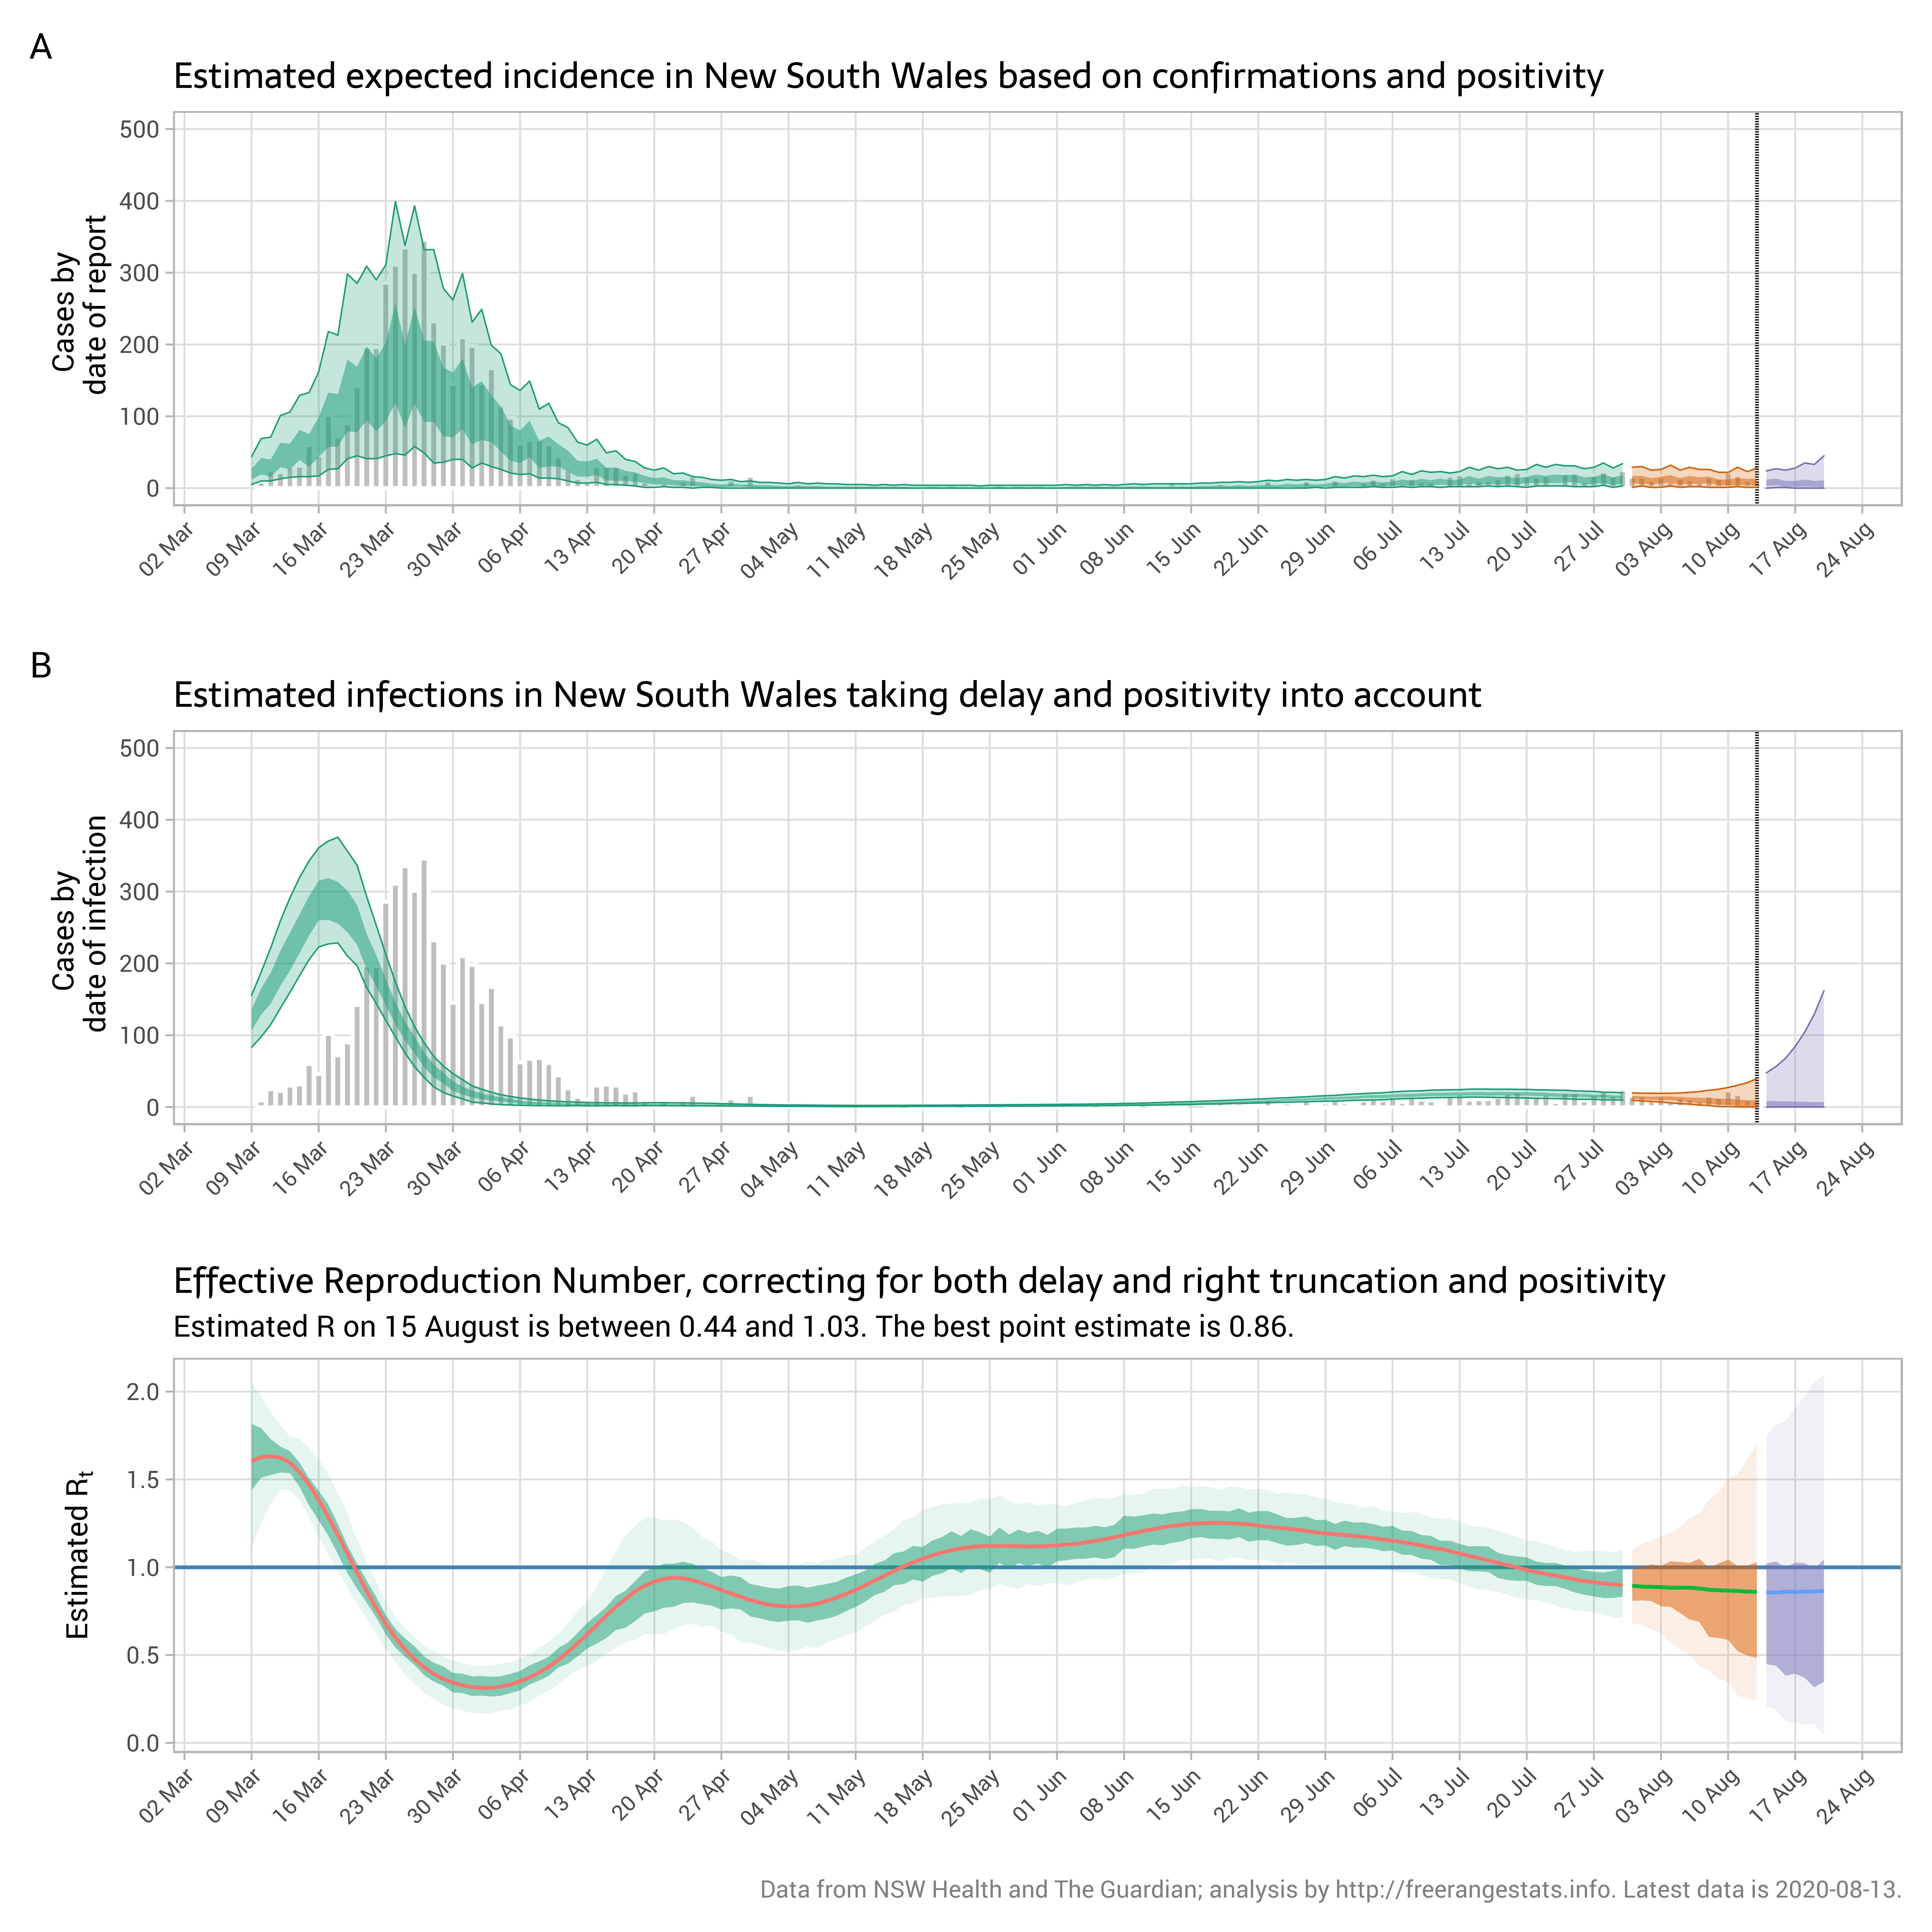 A
Estimated expected incidence in New South Wales based on confirmations and positivity
Cases by
date of report
500
400
300
200
100
0
02 Mar 09 Mar 16 Mar 23 Mar 30 Mar 06 Apr 13 Apr 20 Apr 27 Apr 04 May 11 May 18 May 25 May 01 Jun 08 Jun 15 Jun 22 Jun 29 Jun 06 Jul 13 Jul 20 Jul 27 Jul 03 Aug 10 Aug 17 Aug 24 Aug
B
Estimated infections in New South Wales taking delay and positivity into account
Cases by
date of infection
500
400
300
200
100
0
02 Mar 09 Mar 16 Mar 23 Mar 30 Mar 06 Apr 13 Apr 20 Apr 27 Apr 04 May 11 May 18 May 25 May 01 Jun 08 Jun 15 Jun 22 Jun 29 Jun 06 Jul 13 Jul 20 Jul 27 Jul 03 Aug 10 Aug 17 Aug 24 Aug
Effective Reproduction Number, correcting for both delay and right truncation and positivity
Estimated R on 15 August is between 0.44 and 1.03. The best point estimate is 0.86.
Estimated Rt
2.0
1.5
1.0
0.5
0.0
02 Mar 09 Mar 16 Mar 23 Mar 30 Mar 06 Apr 13 Apr 20 Apr 27 Apr 04 May 11 May 18 May 25 May 01 Jun 08 Jun 15 Jun 22 Jun 29 Jun 06 Jul 13 Jul 20 Jul 27 Jul 03 Aug 10 Aug 17 Aug 24 Aug
Data from NSW Health and The Guardian; analysis by http://freerangestats.info. Latest data is 2020-08-13.